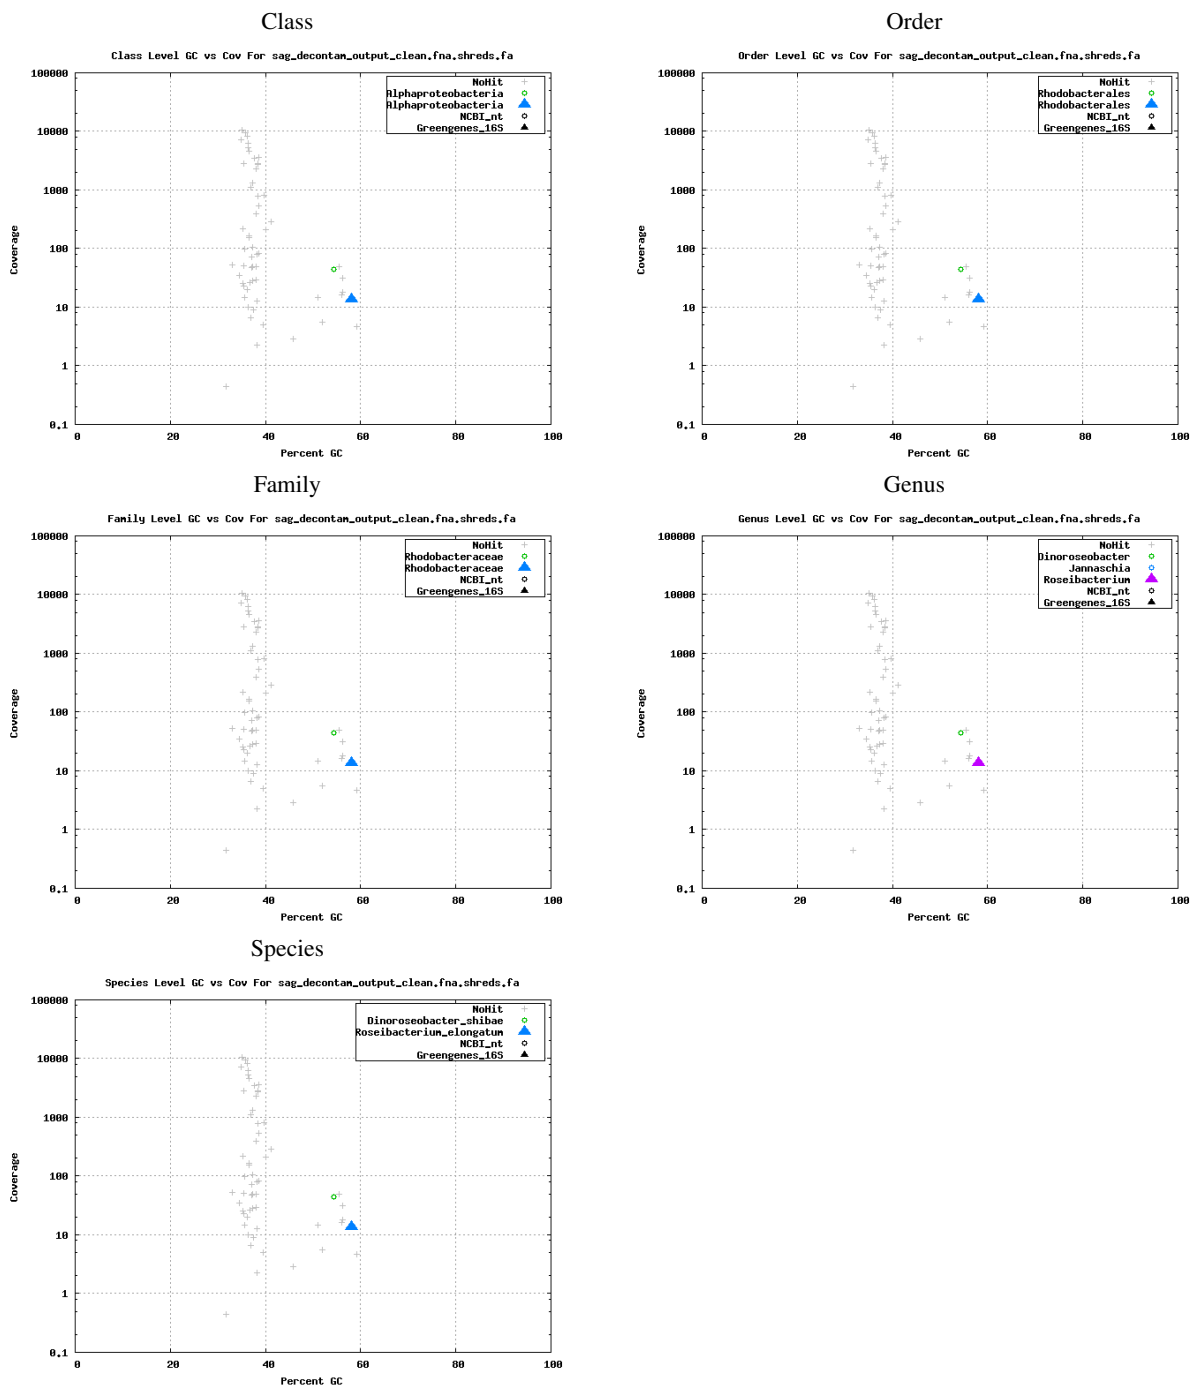 Class
Class Level GC vs Cov For sag_decontam_output_clean.fna.shreds.fa
100000
10000
1000
100
10
1
0.1
Coverage
NoHit
Alphaproteobacteria
Alphaproteobacteria
NCBI_nt
Greengenes_16S
0
20
40
60
80
100
Percent GC
Order
Order Level GC vs Cov For sag_decontam_output_clean.fna.shreds.fa
100000
10000
1000
100
10
1
0.1
Coverage
NoHit
Rhodobacterales
Rhodobacterales
NCBI_nt
Greengenes_16S
0
20
40
60
80
100
Percent GC
Family
Family Level GC vs Cov For sag_decontam_output_clean.fna.shreds.fa
100000
10000
1000
100
10
1
0.1
Coverage
NoHit
Rhodobacteraceae
Rhodobacteraceae
NCBI_nt
Greengenes_16S
0
20
40
60
80
100
Percent GC
Genus
Genus Level GC vs Cov For sag_decontam_output_clean.fna.shreds.fa
100000
10000
1000
100
10
1
0.1
Coverage
NoHit
Dinoroseobacter
Jannaschia
Roseibacterium
NCBI_nt
Greengenes_16S
0
20
40
60
80
100
Percent GC
Species
Species Level GC vs Cov For sag_decontam_output_clean.fna.shreds.fa
100000
10000
1000
100
10
1
0.1
Coverage
NoHit
Dinoroseobacter_shibae
Roseibacterium_elongatum
NCBI_nt
Greengenes_16S
0
20
40
60
80
100
Percent GC